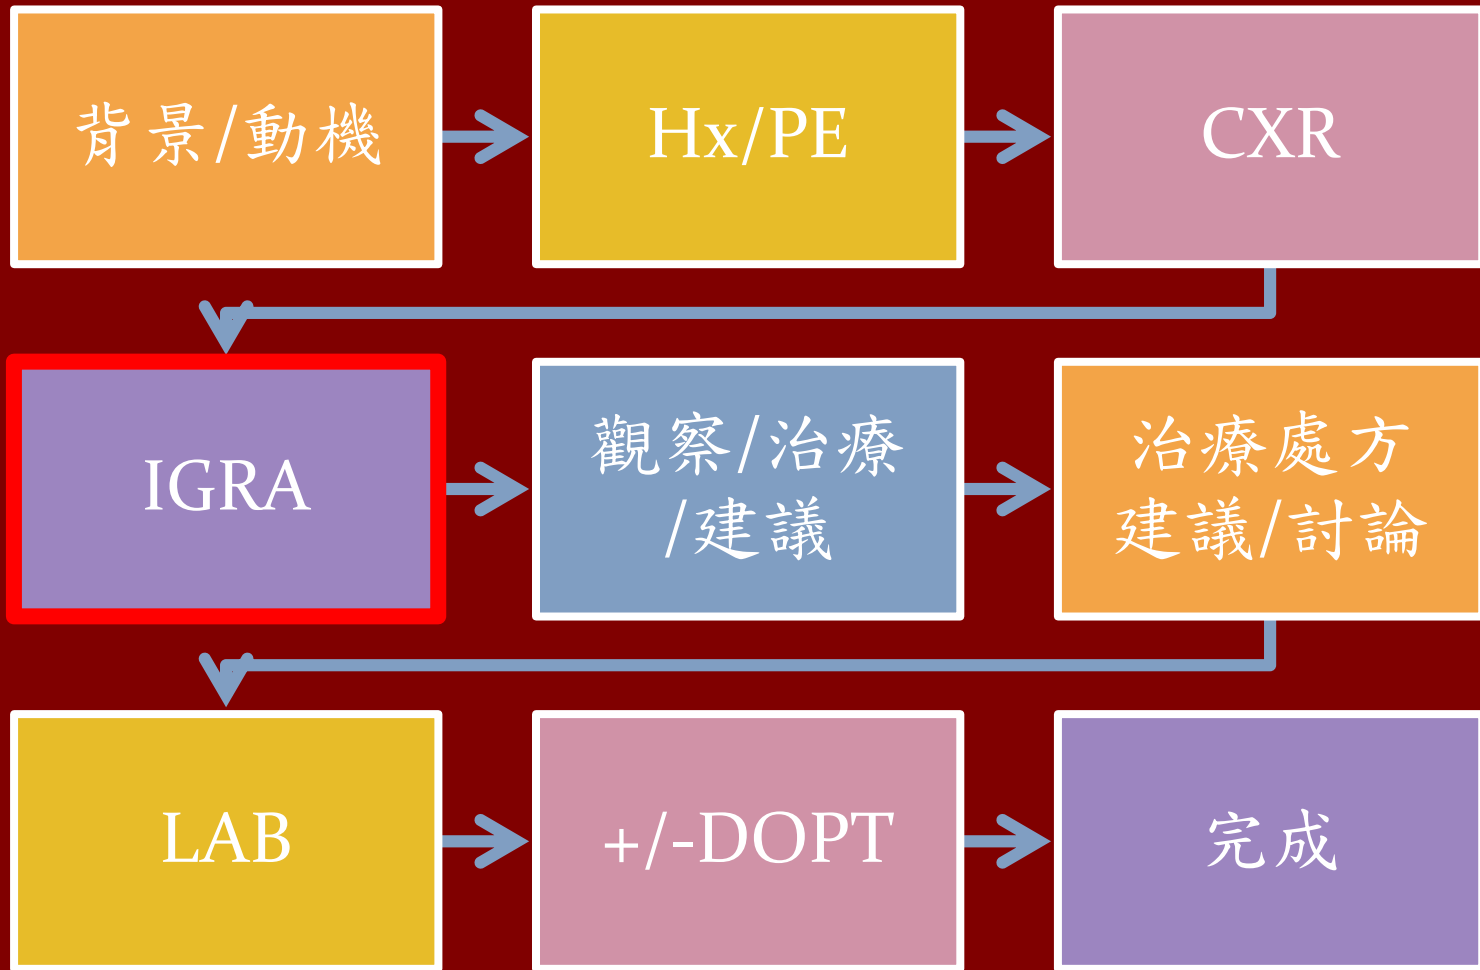 背景/動機
Hx/PE
CXR
IGRA
觀察/治療
/建議
治療處方
建議/討論
LAB
+/-DOPT
完成